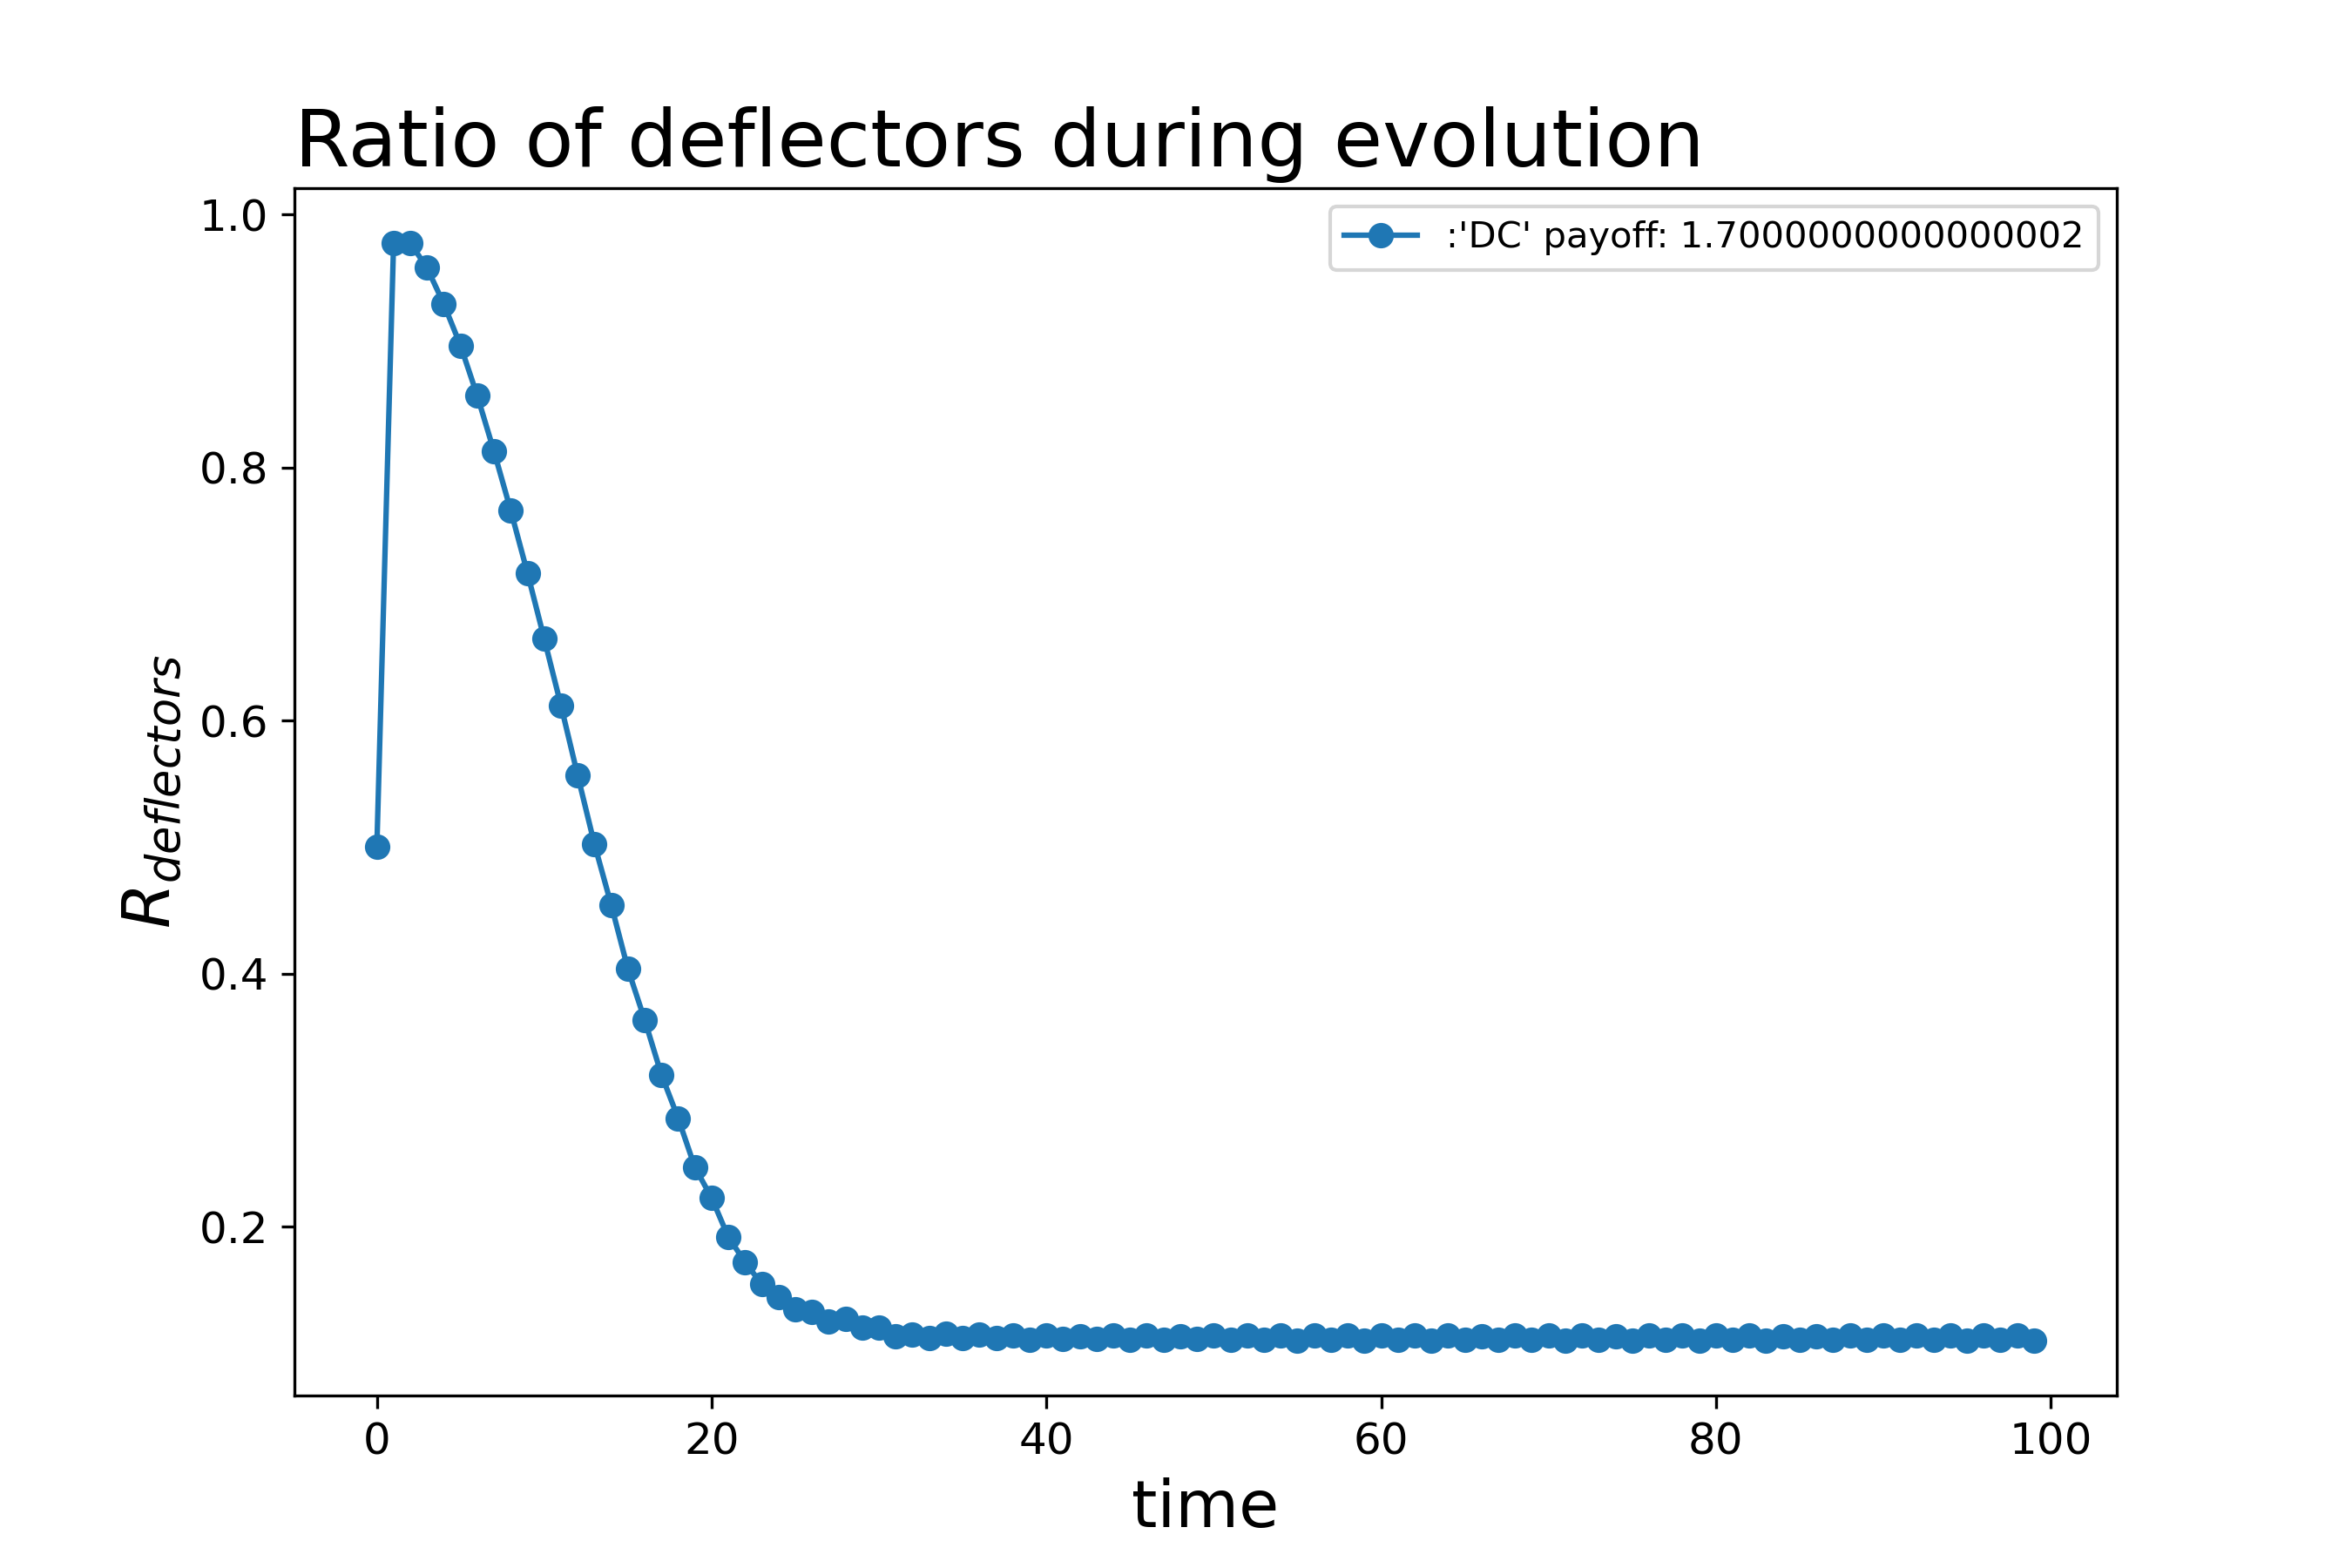 Ratio of deflectors during evolution
:'DC' payoff: 1.7000000000000002
1.0
0.8
0.6
0.4
0.2
R_deflectors
0 20 40 60 80 100
time